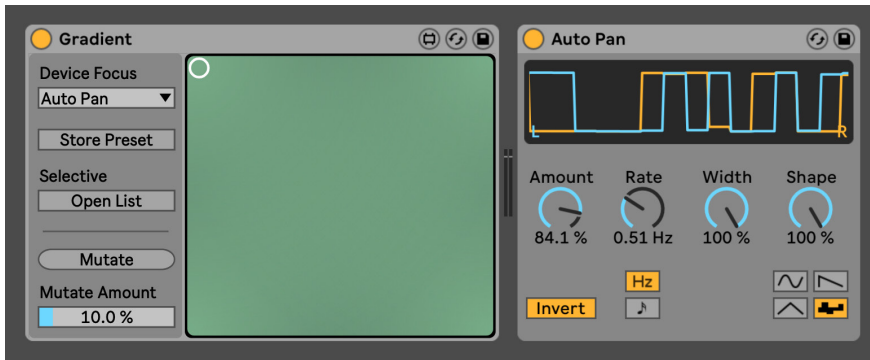 Gradient
Device Focus
Auto Pan
Store Preset
Selective
Open List
Mutate
Mutate Amount
10.0 %
Auto Pan
L R
Amount Rate Width Shape
84.1 % 0.51 Hz 100 % 100 %
Hz
Invert